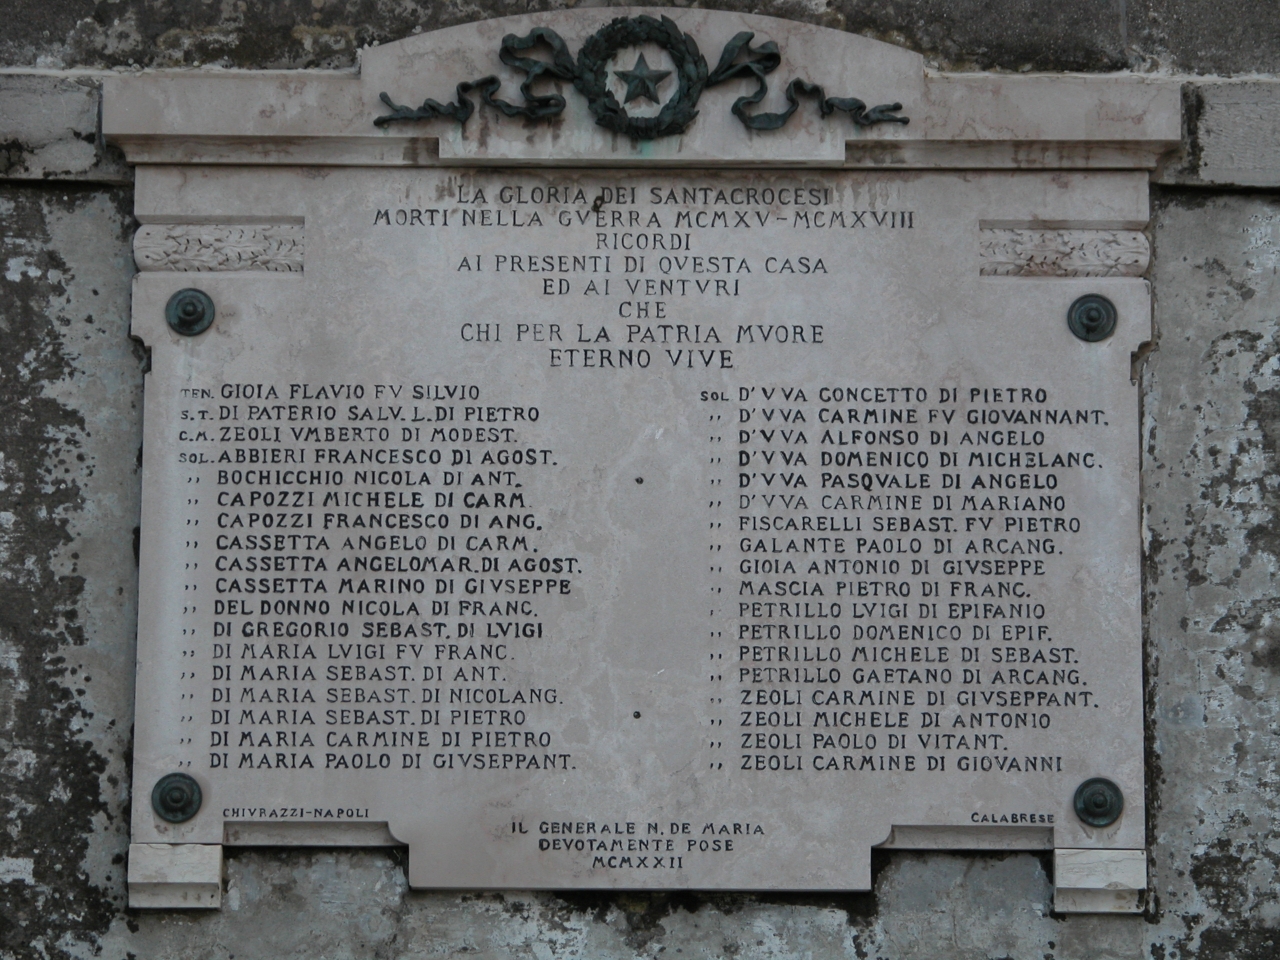 LA GLORIA DEI SANTACROCESI
MORTI NELLA GVERRA MCMXV-MCMXVIII
RICORDI
AI PRESENTI DI QVESTA CASA
ED AI VENTVRI
CHE
CHI PER LA PATRIA MVORE
ETERNO VIVE
TEN. GIOIA FLAVIO FV SILVIO
S.T. DI PATERIO SALV.L.DI PIETRO
C.M. ZEOLI VMBERTO DI MODEST.
SOL. ABBIERI FRANCESCO DI AGOST.
,, BOCHICCHIO NICOLA DI ANT.
,, CAPOZZI MICHELE DI CARM.
,, CAPOZZI FRANCESCO DI ANG.
,, CASSETTA ANGELO DI CARM.
,, CASSETTA ANGELOMAR.DI AGOST.
,, CASSETTA MARINO DI GIVSEPPE
,, DEL DONNO NICOLA DI FRANC.
,, DI GREGORIO SEBAST. DI LVIGI
,, DI MARIA LVIGI FV FRANC.
,, DI MARIA SEBAST. DI ANT.
,, DI MARIA SEBAST. DI NICOLANG
,, DI MARIA SEBAST. DI PIETRO
,, DI MARIA CARMINE DI PIETRO
,, DI MARIA PAOLO DI GIVSEPPANT.
SOL. D'VVA CONCETTO DI PIETRO
,, D'VVA CARMINE FV GIOVANNANT.
,, D'VVA ALFONSO DI ANGELO
,, D'VVA DOMENICO DI MICHELANG.
,, D'VVA PASQVALE DI ANGELO
,, D'VVA CARMINE DI MARIANO
,, FISCARELLI SEBAST. FV PIETRO
,, GALANTE PAOLO DI ARCANG.
,, GIOIA ANTONIO DI GIVSEPPE
,, MASCIA PIETRO DI FRANC.
,, PETRILLO LVIGI DI EPIFANIO
,, PETRILLO DOMENICO DI EPIF.
,, PETRILLO MICHELE DI SEBAST.
,, PETRILLO GAETANO DI ARCANG.
,, ZEOLI CARMINE DI GIVSEPPANT.
,, ZEOLI MICHELE DI ANTONIO
,, ZEOLI PAOLO DI VITANT.
,, ZEOLI CARMINE DI GIOVANNI
CHIVRAZZI-NAPOLI
CALABRESE
IL GENERALE N. DE MARIA
DEVOTAMENTE POSE
MCMXXII